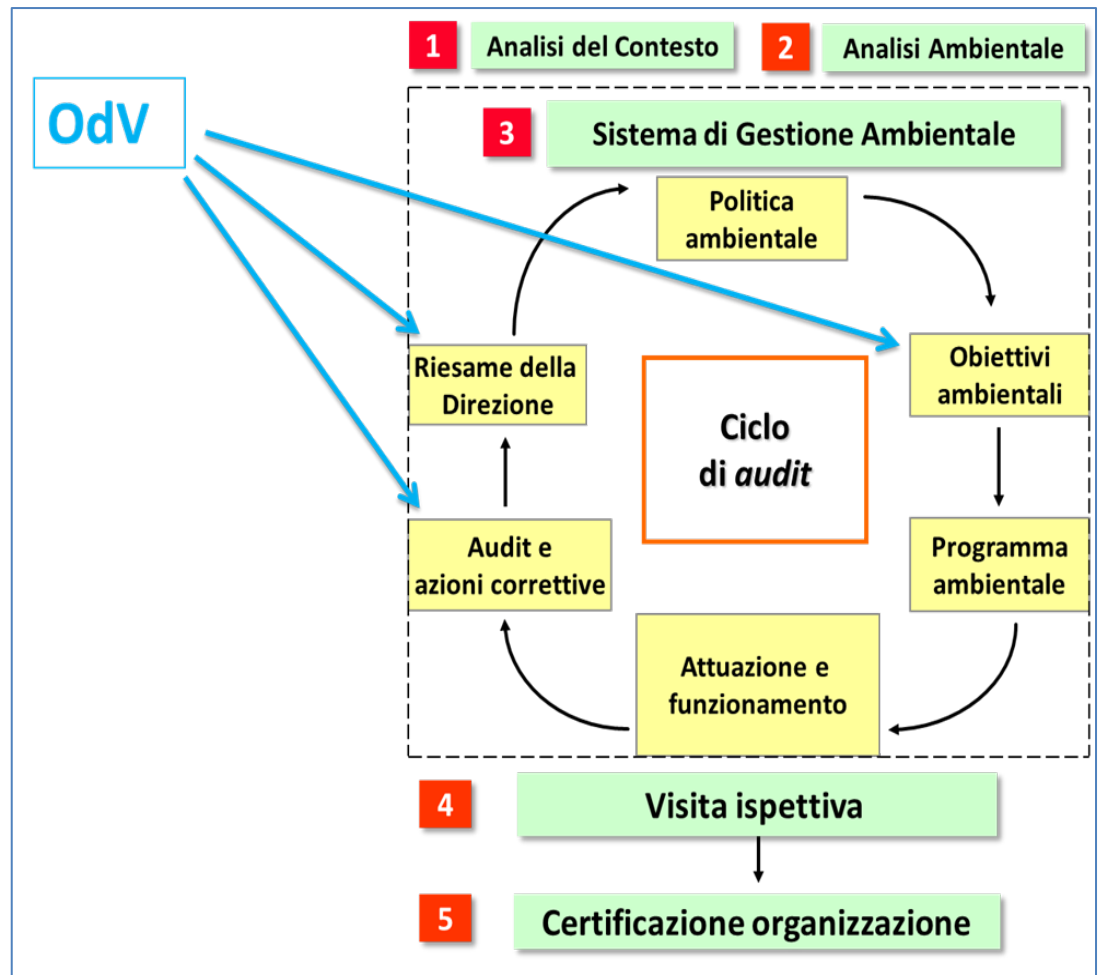 1 Analisi del Contesto
2 Analisi Ambientale
OdV
3 Sistema di Gestione Ambientale
Politica
ambientale
Obiettivi
ambientali
Riesame della
Direzione
Ciclo
di audit
Audit e
azioni correttive
Programma
ambientale
Attuazione e
funzionamento
4 Visita ispettiva
5 Certificazione organizzazione